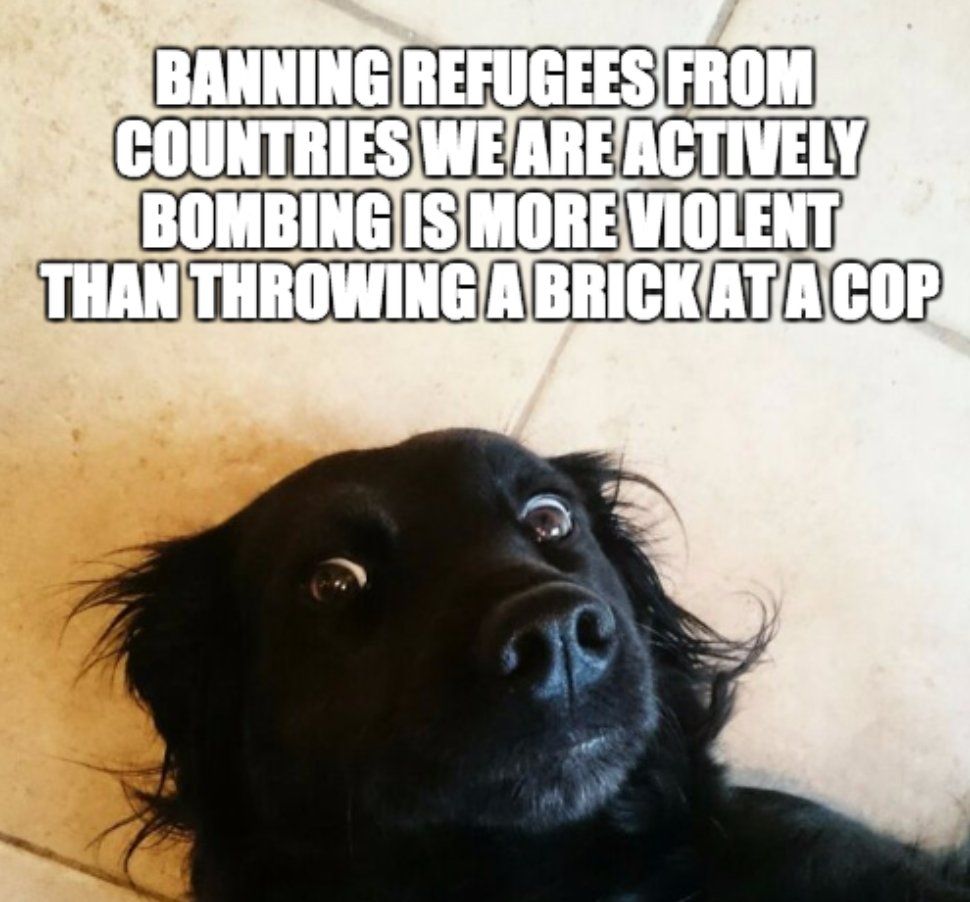 BANNING REFUGEES FROM
COUNTRIES WE ARE ACTIVELY
BOMBING IS MORE VIOLENT
THAN THROWING A BRICK AT A COP